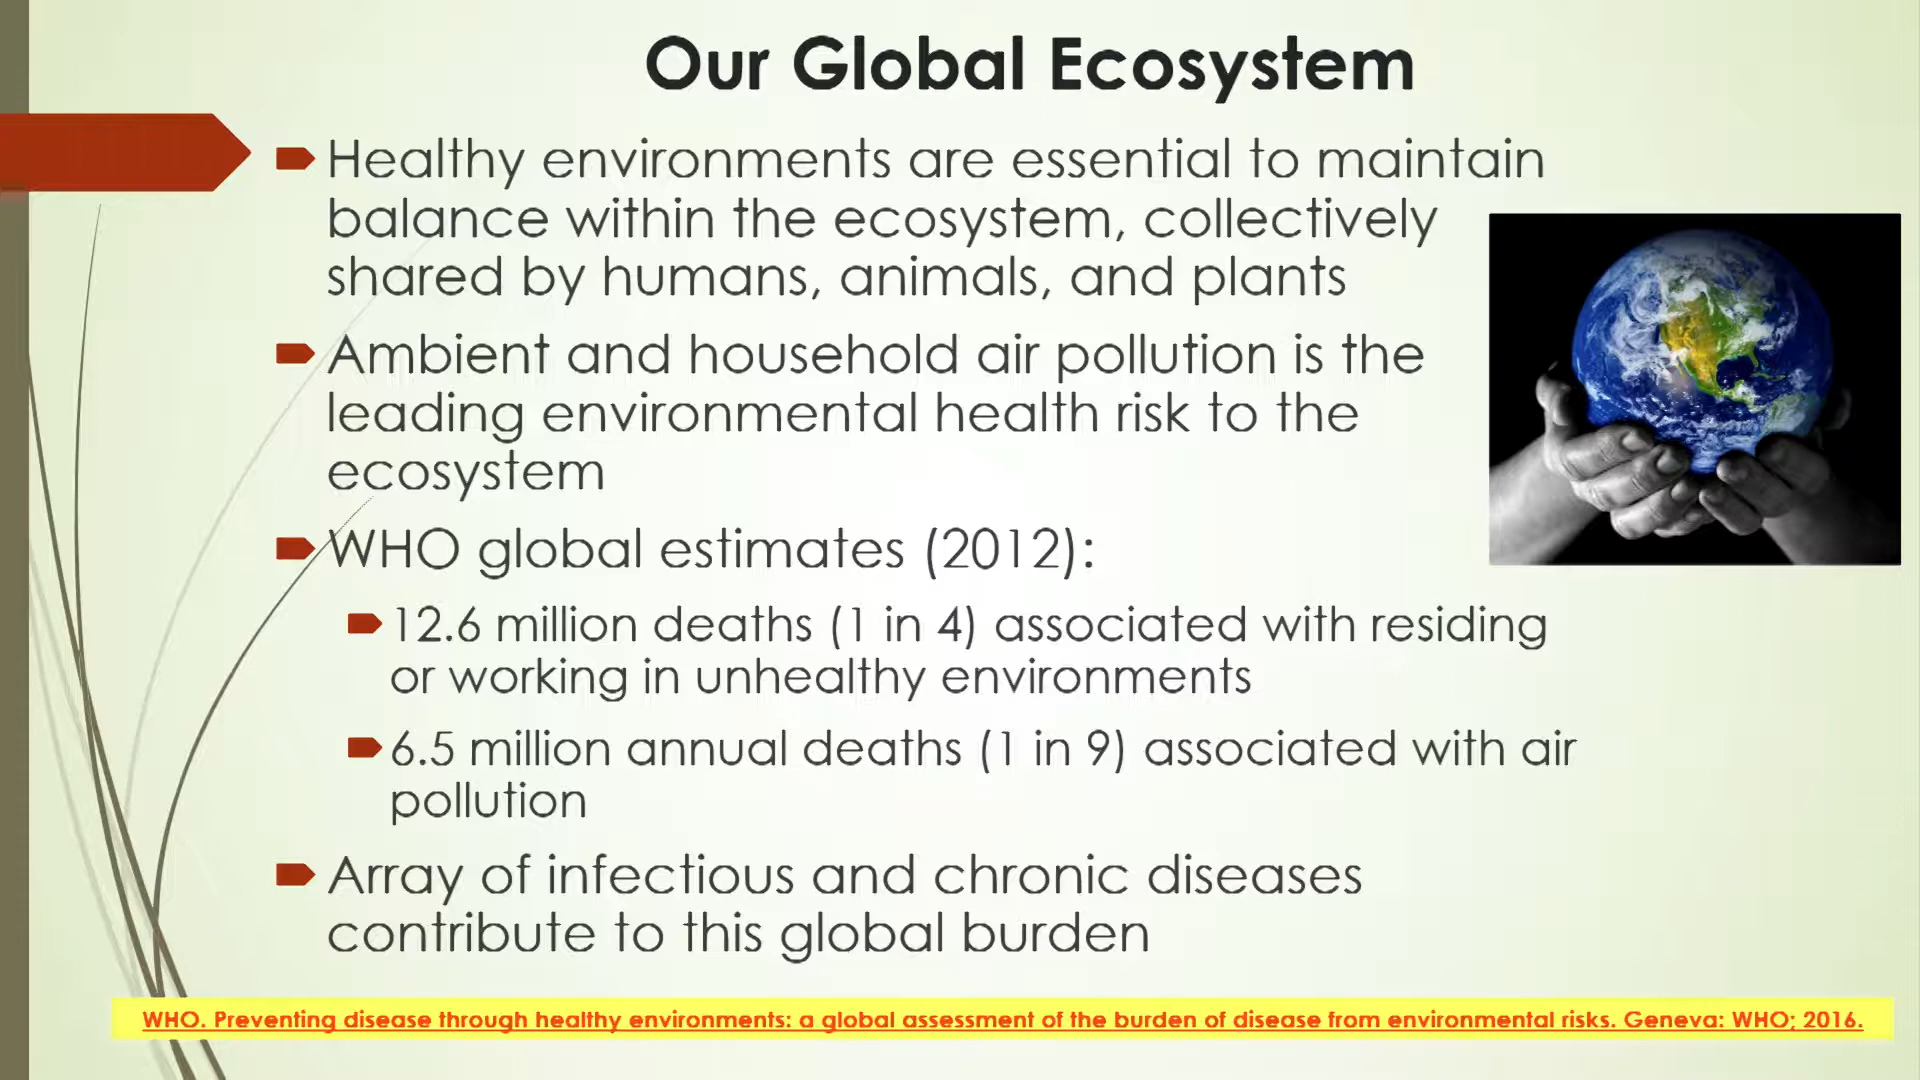 Our Global Ecosystem
Healthy environments are essential to maintain
balance within the ecosystem, collectively
shared by humans, animals, and plants
Ambient and household air pollution is the
leading environmental health risk to the
ecosystem
WHO global estimates (2012):
12.6 million deaths (1 in 4) associated with residing
or working in unhealthy environments
6.5 million annual deaths (1 in 9) associated with air
pollution
Array of infectious and chronic diseases
contribute to this global burden
WHO. Preventing disease through healthy environments: a global assessment of the burden of disease from environmental risks. Geneva: WHO; 2016.